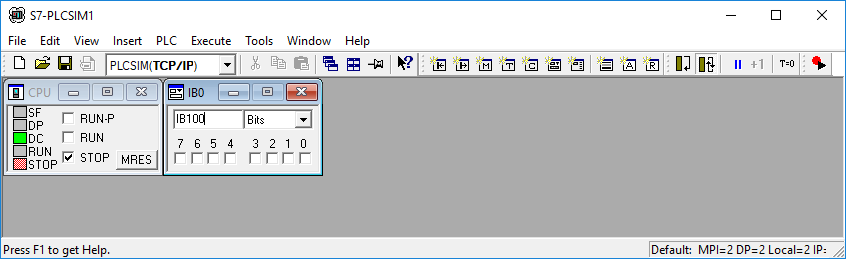 S7-PLCSIM1
File Edit View Insert PLC Execute Tools Window Help
PLCSIM(TCP/IP) +1 T=0
CPU
SF
DP
DC
RUN
STOP
RUN-P
RUN
STOP
MRES
IB0
IB100 Bits
7 6 5 4 3 2 1 0
Press F1 to get Help.
Default: MPI=2 DP=2 Local=2 IP=